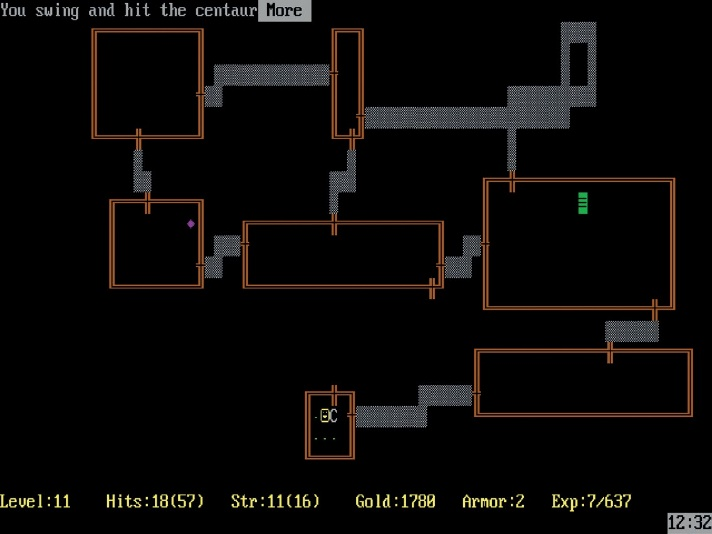 You swing and hit the centaur More
C
Level:11 Hits:18(57) Str:11(16) Gold:1780 Armor:2 Exp:7/637
12:32